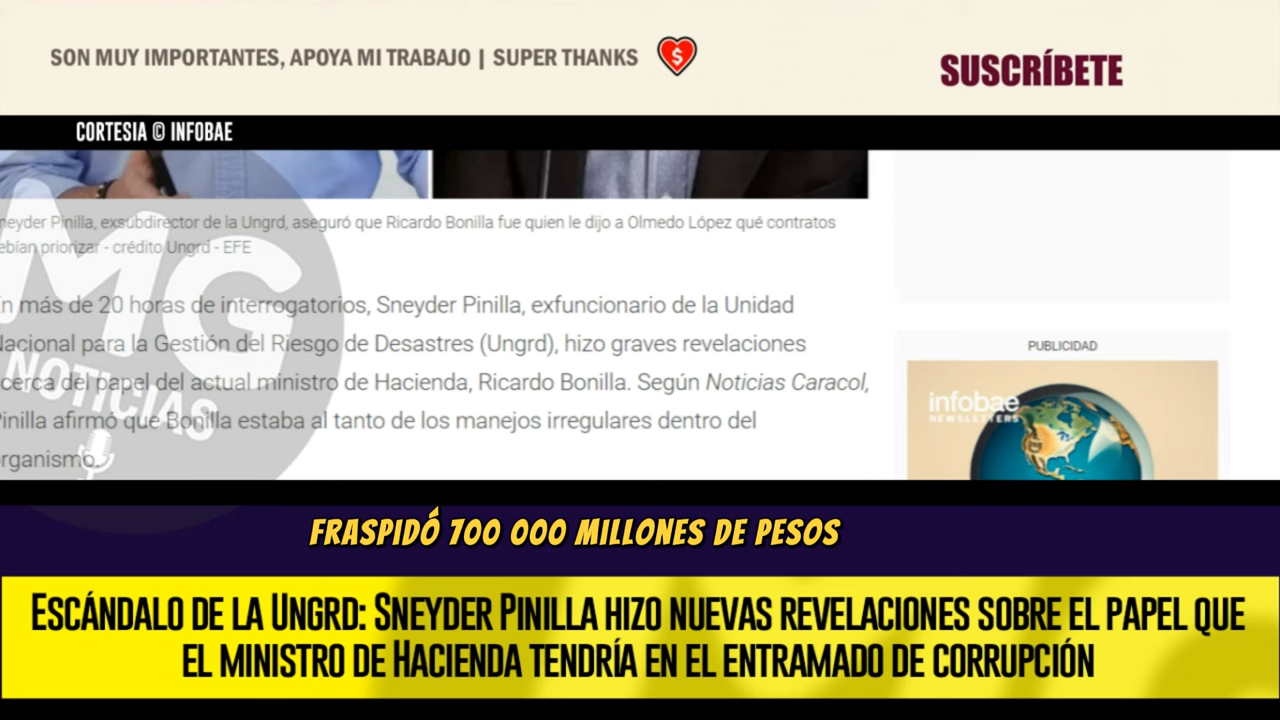 SON MUY IMPORTANTES, APOYA MI TRABAJO | SUPER THANKS
SUSCRÍBETE
CORTESIA © INFOBAE
neyder Pinilla, exsubdirector de la Ungrd, aseguró que Ricardo Bonilla fue quien le dijo a Olmedo López qué contratos
ebían priorizar - crédito Ungrd - EFE
n más de 20 horas de interrogatorios, Sneyder Pinilla, exfuncionario de la Unidad
Nacional para la Gestión del Riesgo de Desastres (Ungrd), hizo graves revelaciones
cerca del papel del actual ministro de Hacienda, Ricardo Bonilla. Según Noticias Caracol,
Pinilla afirmó que Bonilla estaba al tanto de los manejos irregulares dentro del
rganismo.
MG
NOTICIAS
PUBLICIDAD
infobae
NEWSLETTERS
FRASPIDÓ 700 000 MILLONES DE PESOS
ESCÁNDALO DE LA UNGRD: SNEYDER PINILLA HIZO NUEVAS REVELACIONES SOBRE EL PAPEL QUE
EL MINISTRO DE HACIENDA TENDRÍA EN EL ENTRAMADO DE CORRUPCIÓN